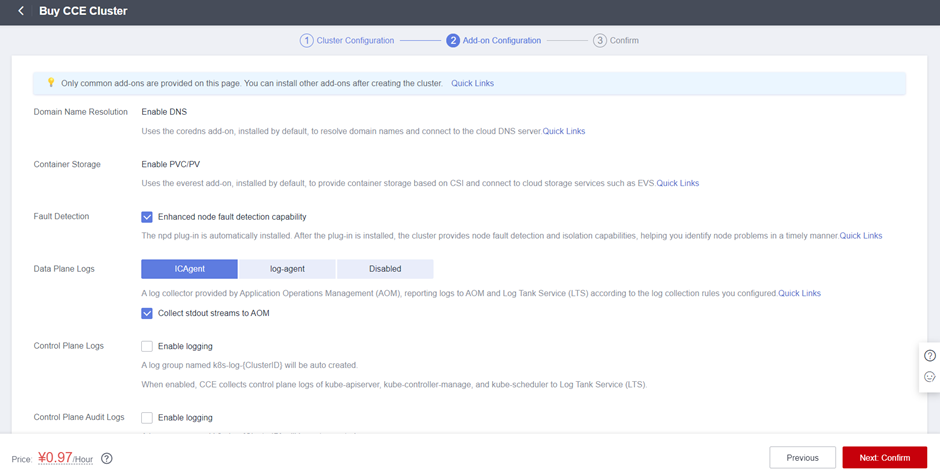 Buy CCE Cluster
1 Cluster Configuration 2 Add-on Configuration 3 Confirm
Only common add-ons are provided on this page. You can install other add-ons after creating the cluster. Quick Links
Domain Name Resolution Enable DNS
Uses the coredns add-on, installed by default, to resolve domain names and connect to the cloud DNS server.Quick Links
Container Storage Enable PVC/PV
Uses the everest add-on, installed by default, to provide container storage based on CSI and connect to cloud storage services such as EVS.Quick Links
Fault Detection Enhanced node fault detection capability
The npd plug-in is automatically installed. After the plug-in is installed, the cluster provides node fault detection and isolation capabilities, helping you identify node problems in a timely manner.Quick Links
Data Plane Logs ICAgent log-agent Disabled
A log collector provided by Application Operations Management (AOM), reporting logs to AOM and Log Tank Service (LTS) according to the log collection rules you configured.Quick Links
Collect stdout streams to AOM
Control Plane Logs Enable logging
A log group named k8s-log-{ClusterID} will be auto created.
When enabled, CCE collects control plane logs of kube-apiserver, kube-controller-manage, and kube-scheduler to Log Tank Service (LTS).
Control Plane Audit Logs Enable logging
Price: ¥0.97/Hour Previous Next: Confirm